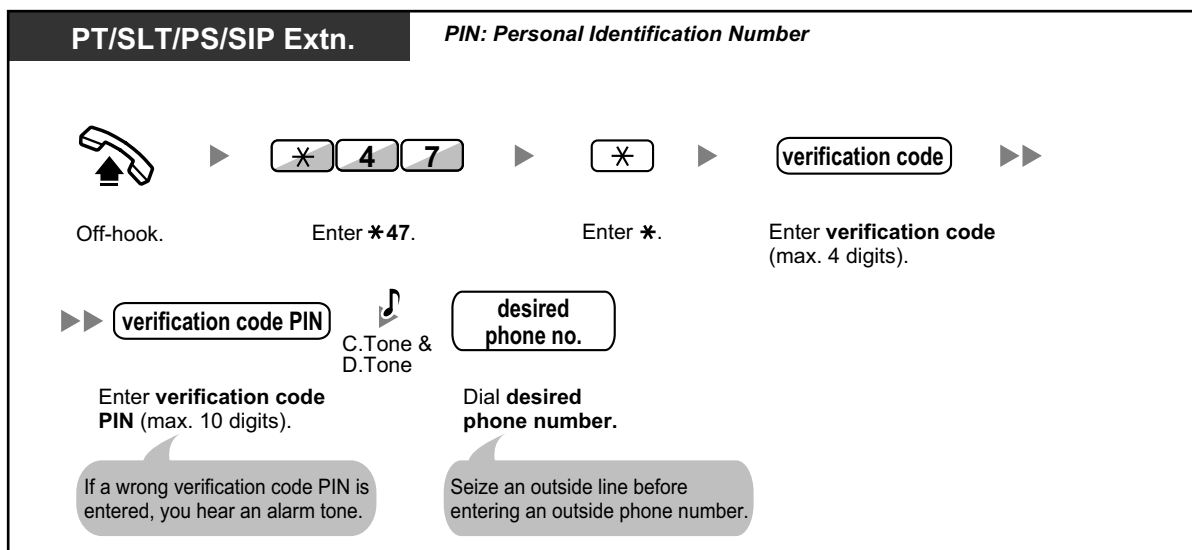 PT/SLT/PS/SIP Extn.
PIN: Personal Identification Number
* 4 7
*
verification code
Off-hook.
Enter *47.
Enter *.
Enter verification code
(max. 4 digits).
verification code PIN
C.Tone &
D.Tone
desired
phone no.
Enter verification code
PIN (max. 10 digits).
Dial desired
phone number.
If a wrong verification code PIN is
entered, you hear an alarm tone.
Seize an outside line before
entering an outside phone number.